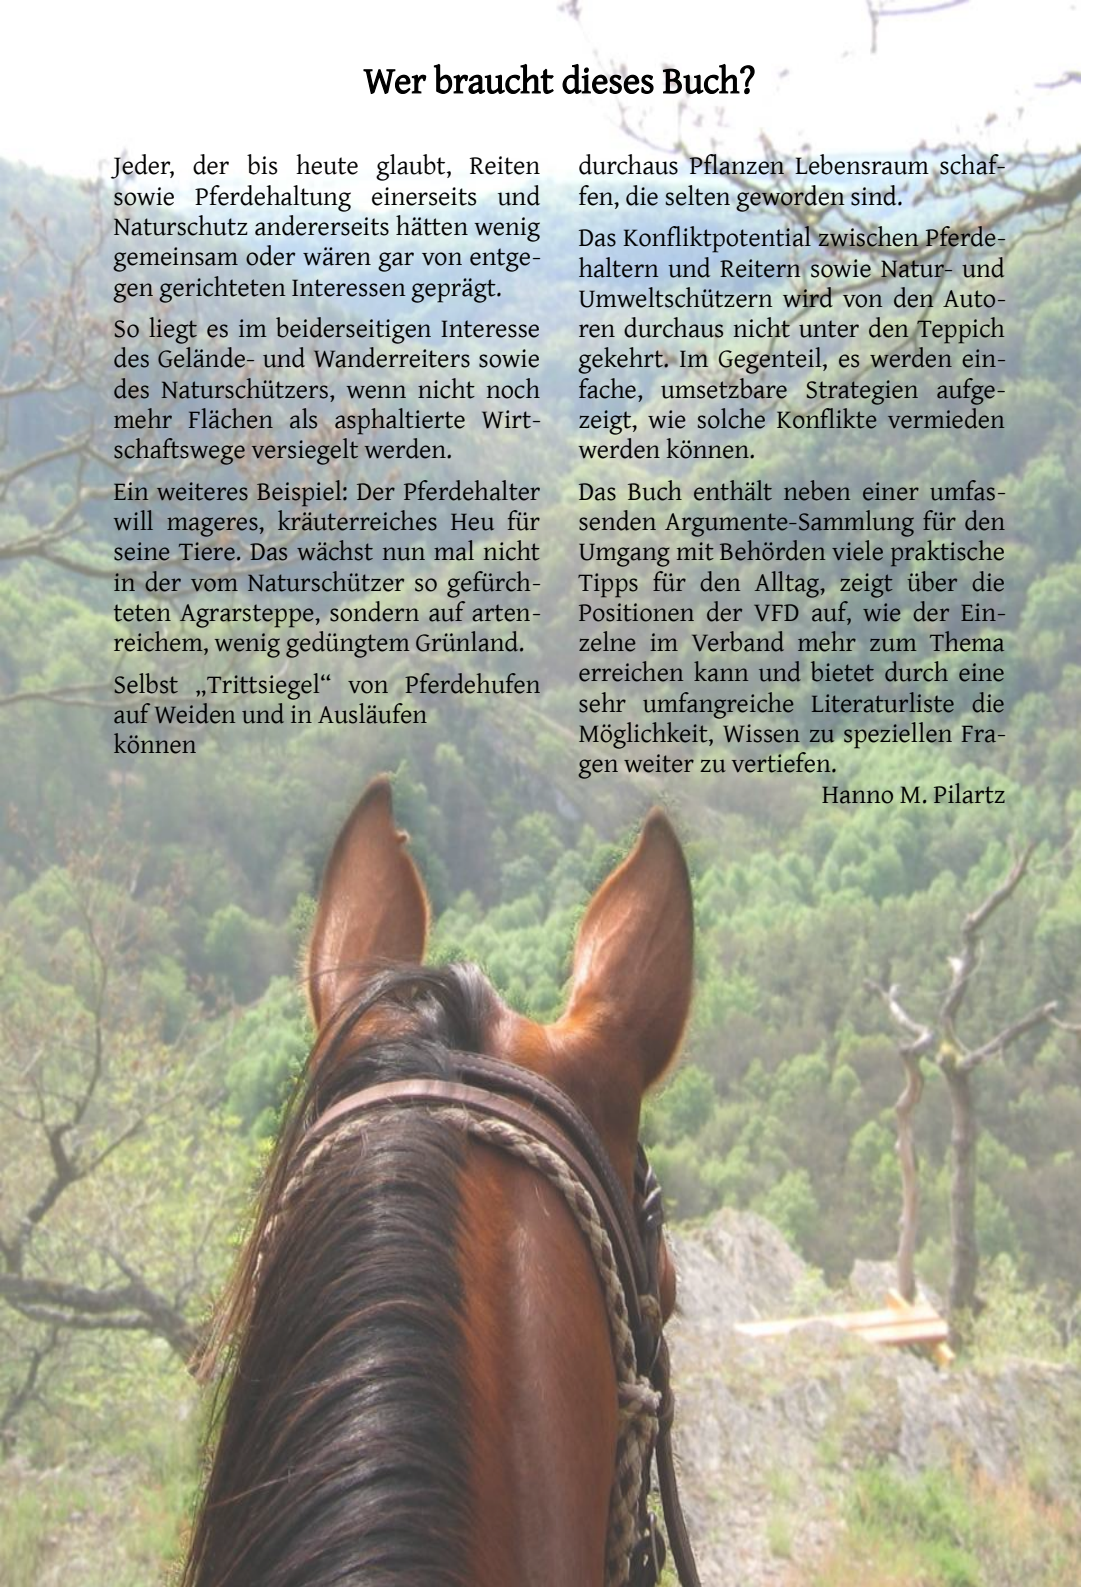 Wer braucht dieses Buch?
Jeder, der bis heute glaubt, Reiten
sowie Pferdehaltung einerseits und
Naturschutz andererseits hätten wenig
gemeinsam oder wären gar von entge-
gen gerichteten Interessen geprägt.
So liegt es im beiderseitigen Interesse
des Gelände- und Wanderreiters sowie
des Naturschützers, wenn nicht noch
mehr Flächen als asphaltierte Wirt-
schaftswege versiegelt werden.
Ein weiteres Beispiel: Der Pferdehalter
will mageres, kräuterreiches Heu für
seine Tiere. Das wächst nun mal nicht
in der vom Naturschützer so gefürch-
teten Agrarsteppe, sondern auf arten-
reichem, wenig gedüngtem Grünland.
Selbst „Trittsiegel“ von Pferdehufen
auf Weiden und in Ausläufen
können
durchaus Pflanzen Lebensraum schaf-
fen, die selten geworden sind.
Das Konfliktpotential zwischen Pferde-
haltern und Reitern sowie Natur- und
Umweltschützern wird von den Auto-
ren durchaus nicht unter den Teppich
gekehrt. Im Gegenteil, es werden ein-
fache, umsetzbare Strategien aufge-
zeigt, wie solche Konflikte vermieden
werden können.
Das Buch enthält neben einer umfas-
senden Argumente-Sammlung für den
Umgang mit Behörden viele praktische
Tipps für den Alltag, zeigt über die
Positionen der VFD auf, wie der Ein-
zelne im Verband mehr zum Thema
erreichen kann und bietet durch eine
sehr umfangreiche Literaturliste die
Möglichkeit, Wissen zu speziellen Fra-
gen weiter zu vertiefen.
Hanno M. Pilartz